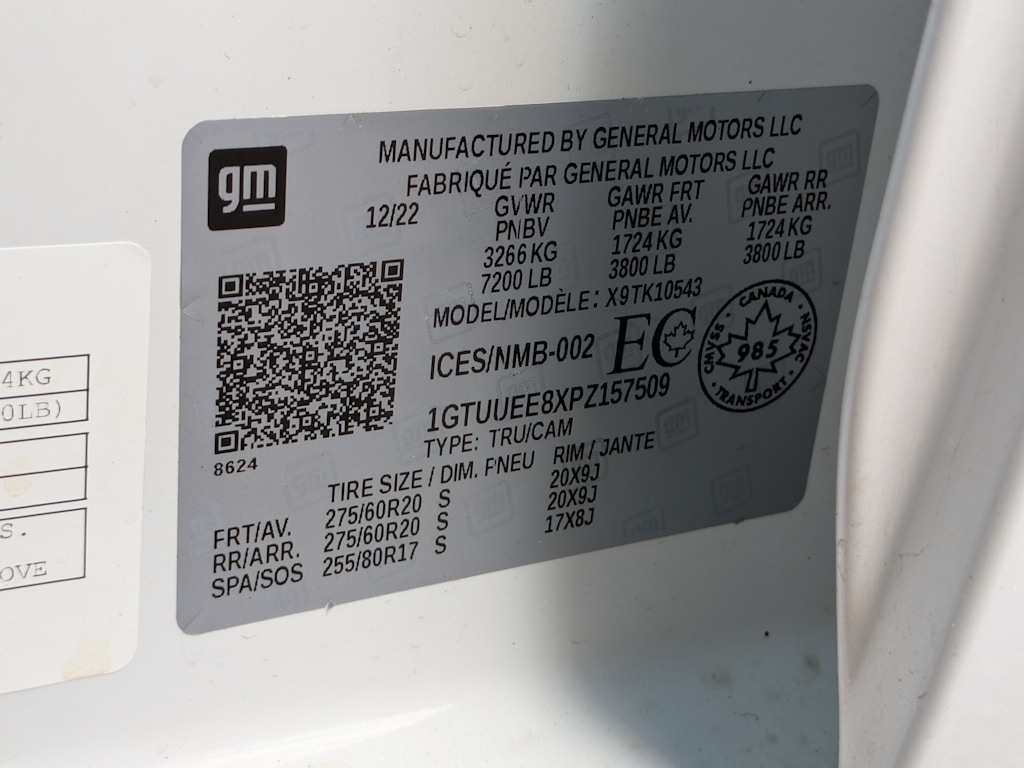 MANUFACTURED BY GENERAL MOTORS LLC
FABRIQUÉ PAR GENERAL MOTORS LLC
gm
12/22 GVWR GAWR FRT GAWR RR
PNBV PNBE AV. PNBE ARR.
3266 KG 1724 KG 1724 KG
7200 LB 3800 LB 3800 LB
MODEL/MODÈLE: X9TK10543
ICES/NMB-002 EC
CANADA
CMVSS · NSVAC
985
TRANSPORT
1GTUUEE8XPZ157509
TYPE: TRU/CAM
8624
TIRE SIZE / DIM. PNEU RIM / JANTE
FRT/AV. 275/60R20 S 20X9J
RR/ARR. 275/60R20 S 20X9J
SPA/SOS 255/80R17 S 17X8J
4KG
0LB)
S.
OVE